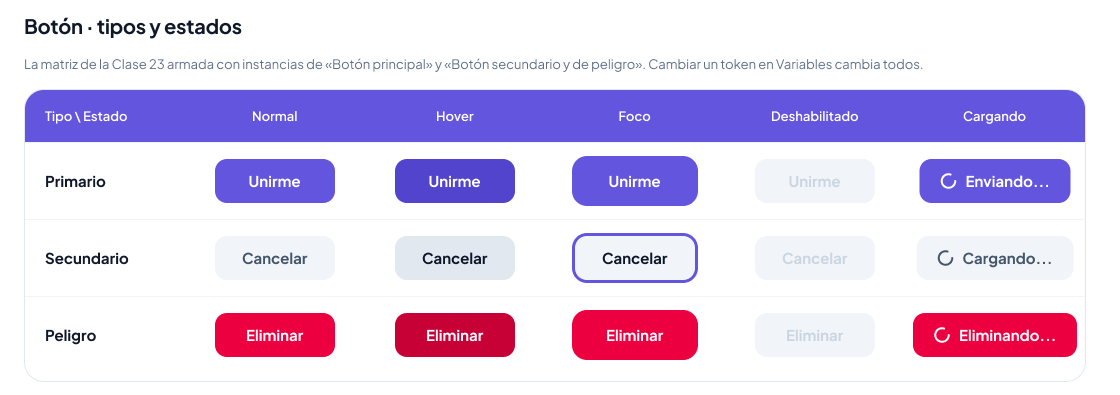 Botón · tipos y estados
La matriz de la Clase 23 armada con instancias de «Botón principal» y «Botón secundario y de peligro». Cambiar un token en Variables cambia todos.
Tipo \ Estado Normal Hover Foco Deshabilitado Cargando
Primario Unirme Unirme Unirme Unirme Enviando...
Secundario Cancelar Cancelar Cancelar Cancelar Cargando...
Peligro Eliminar Eliminar Eliminar Eliminar Eliminando...